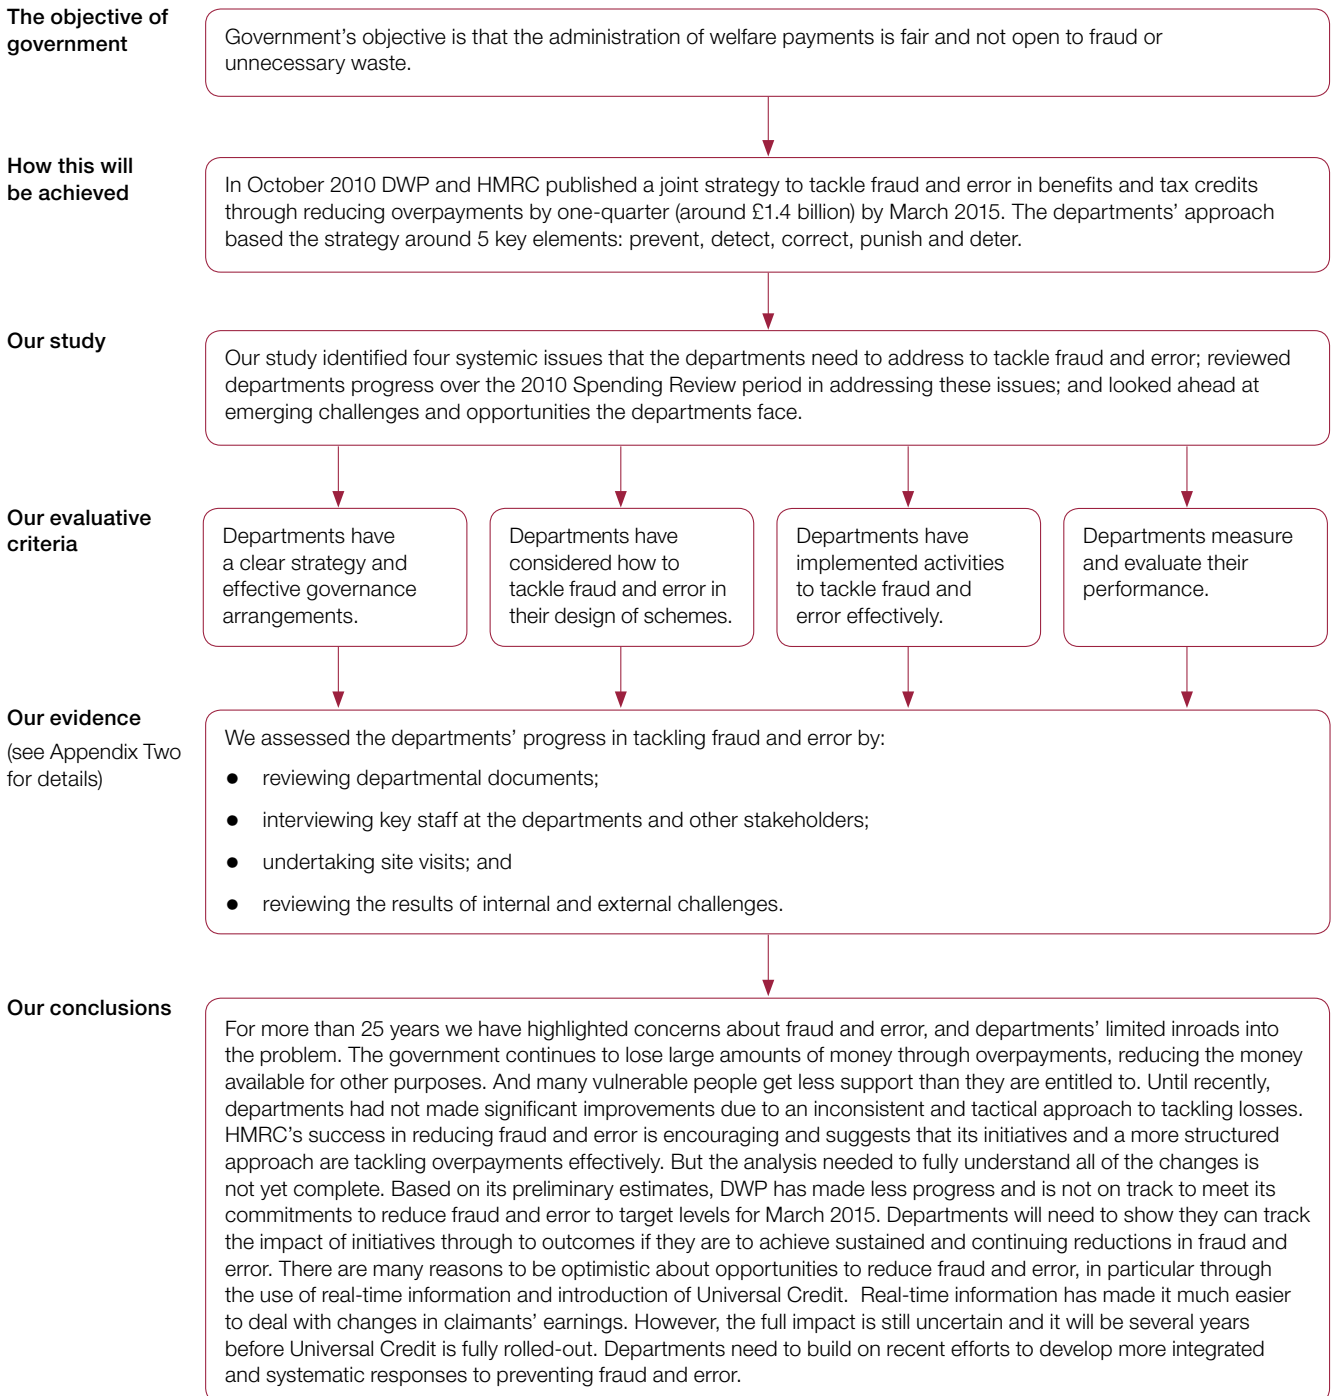 The objective of
government
Government's objective is that the administration of welfare payments is fair and not open to fraud or
unnecessary waste.
How this will
be achieved
In October 2010 DWP and HMRC published a joint strategy to tackle fraud and error in benefits and tax credits
through reducing overpayments by one-quarter (around £1.4 billion) by March 2015. The departments' approach
based the strategy around 5 key elements: prevent, detect, correct, punish and deter.
Our study
Our study identified four systemic issues that the departments need to address to tackle fraud and error; reviewed
departments progress over the 2010 Spending Review period in addressing these issues; and looked ahead at
emerging challenges and opportunities the departments face.
Our evaluative
criteria
Departments have
a clear strategy and
effective governance
arrangements.
Departments have
considered how to
tackle fraud and error in
their design of schemes.
Departments have
implemented activities
to tackle fraud and
error effectively.
Departments measure
and evaluate their
performance.
Our evidence
(see Appendix Two
for details)
We assessed the departments' progress in tackling fraud and error by:
● reviewing departmental documents;
● interviewing key staff at the departments and other stakeholders;
● undertaking site visits; and
● reviewing the results of internal and external challenges.
Our conclusions
For more than 25 years we have highlighted concerns about fraud and error, and departments' limited inroads into
the problem. The government continues to lose large amounts of money through overpayments, reducing the money
available for other purposes. And many vulnerable people get less support than they are entitled to. Until recently,
departments had not made significant improvements due to an inconsistent and tactical approach to tackling losses.
HMRC's success in reducing fraud and error is encouraging and suggests that its initiatives and a more structured
approach are tackling overpayments effectively. But the analysis needed to fully understand all of the changes is
not yet complete. Based on its preliminary estimates, DWP has made less progress and is not on track to meet its
commitments to reduce fraud and error to target levels for March 2015. Departments will need to show they can track
the impact of initiatives through to outcomes if they are to achieve sustained and continuing reductions in fraud and
error. There are many reasons to be optimistic about opportunities to reduce fraud and error, in particular through
the use of real-time information and introduction of Universal Credit. Real-time information has made it much easier
to deal with changes in claimants' earnings. However, the full impact is still uncertain and it will be several years
before Universal Credit is fully rolled-out. Departments need to build on recent efforts to develop more integrated
and systematic responses to preventing fraud and error.